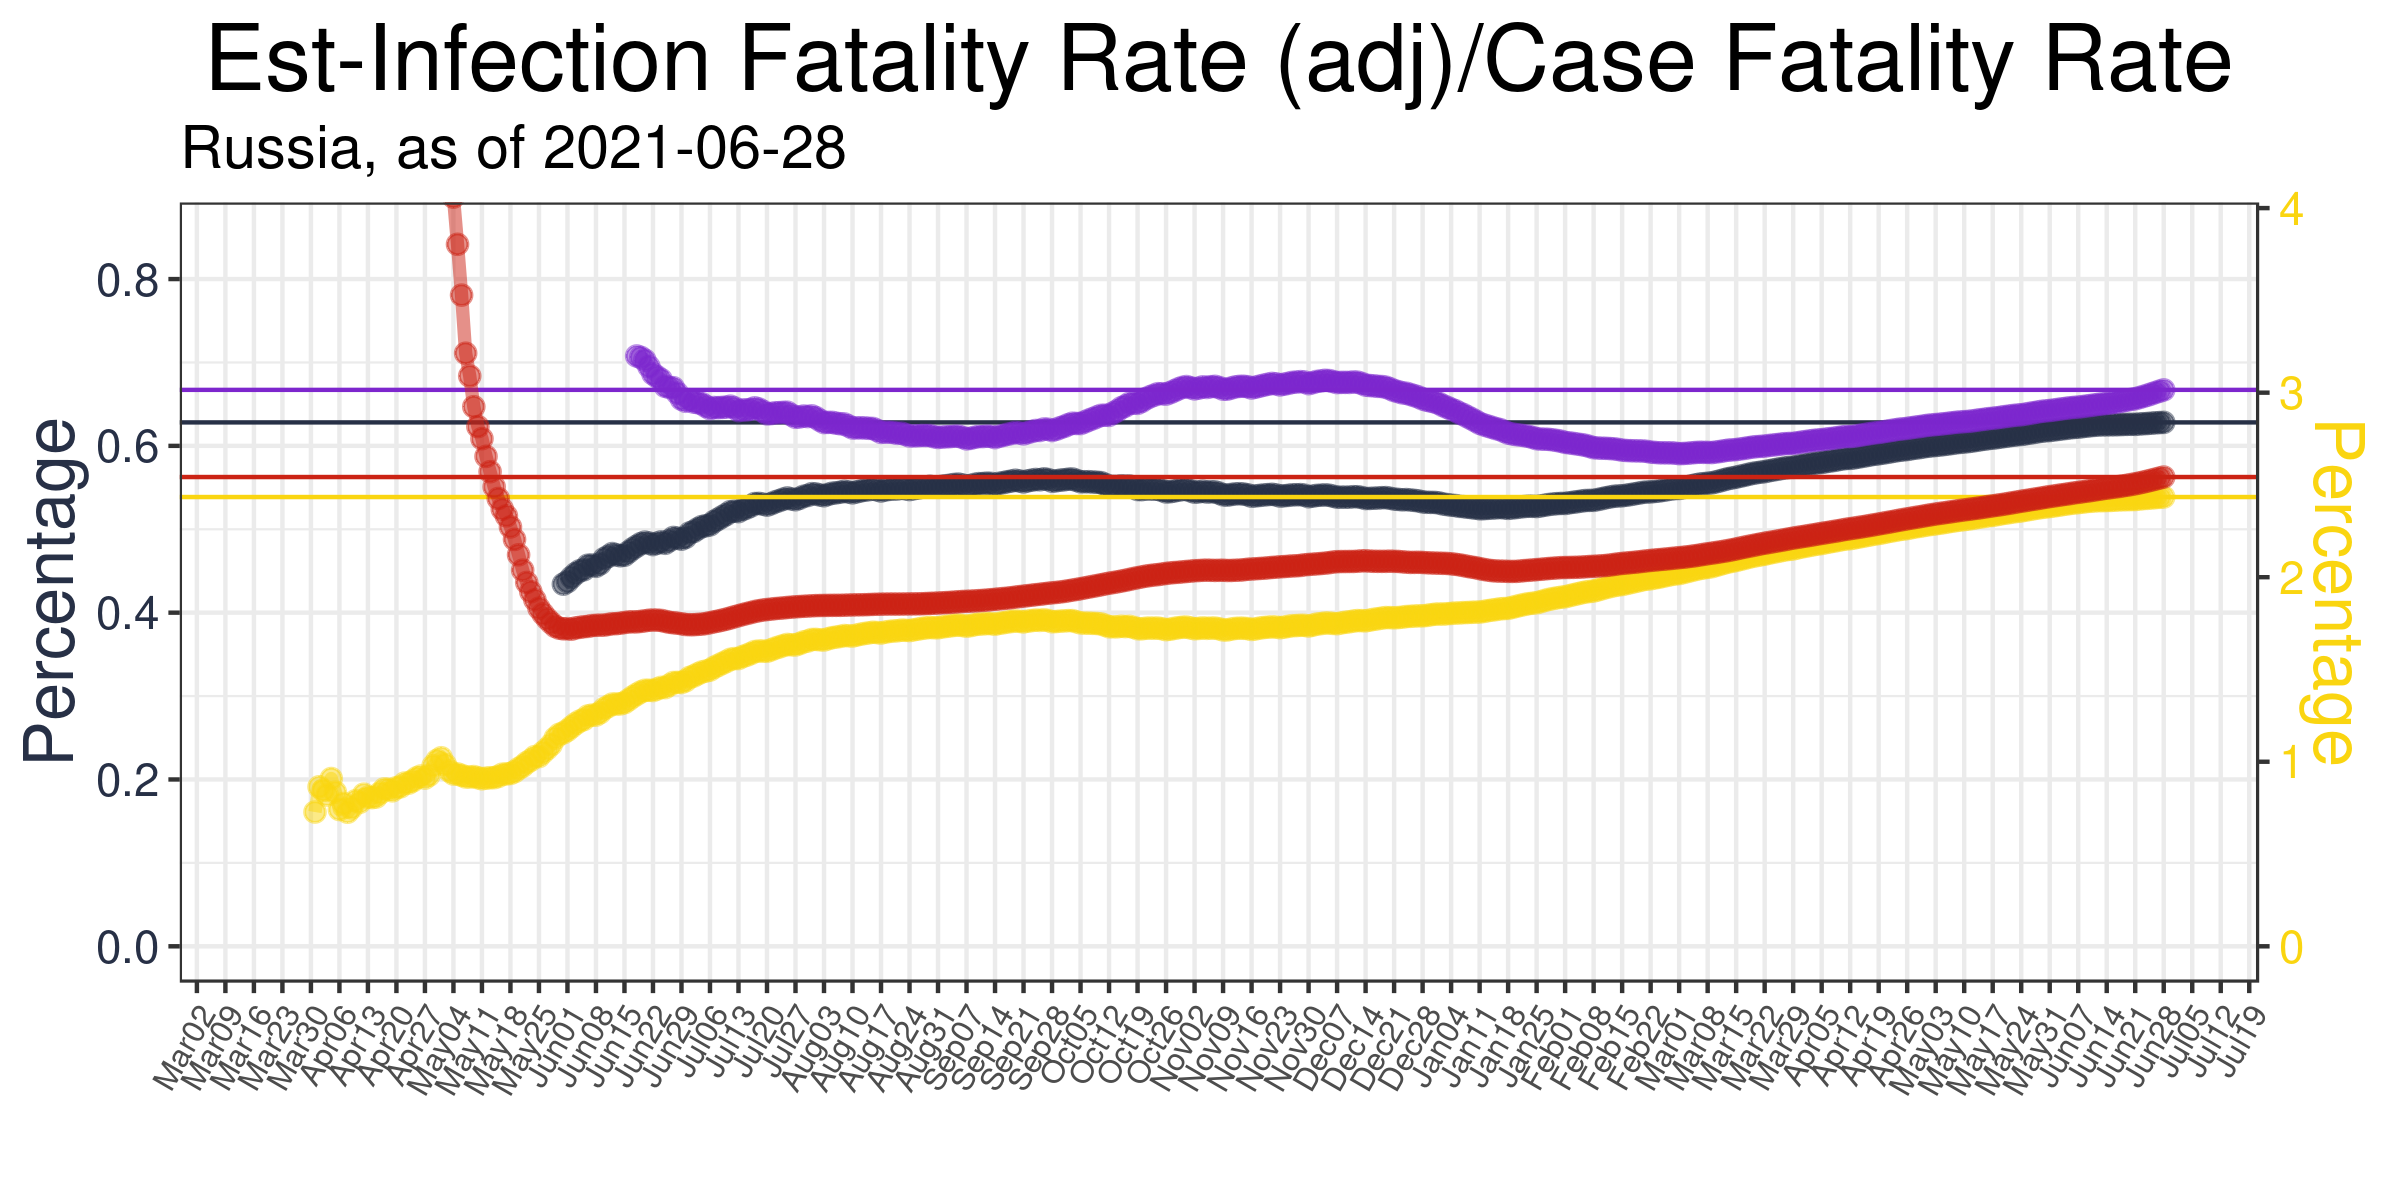 Est-Infection Fatality Rate (adj)/Case Fatality Rate
Russia, as of 2021-06-28
Percentage
0.8
0.6
0.4
0.2
0.0
4
3
2
1
0
Percentage
Mar02
Mar09
Mar16
Mar23
Mar30
Apr06
Apr13
Apr20
Apr27
May04
May11
May18
May25
Jun01
Jun08
Jun15
Jun22
Jun29
Jul06
Jul13
Jul20
Jul27
Aug03
Aug10
Aug17
Aug24
Aug31
Sep07
Sep14
Sep21
Sep28
Oct05
Oct12
Oct19
Oct26
Nov02
Nov09
Nov16
Nov23
Nov30
Dec07
Dec14
Dec21
Dec28
Jan04
Jan11
Jan18
Jan25
Feb01
Feb08
Feb15
Feb22
Mar01
Mar08
Mar15
Mar22
Mar29
Apr05
Apr12
Apr19
Apr26
May03
May10
May17
May24
May31
Jun07
Jun14
Jun21
Jun28
Jul05
Jul12
Jul19